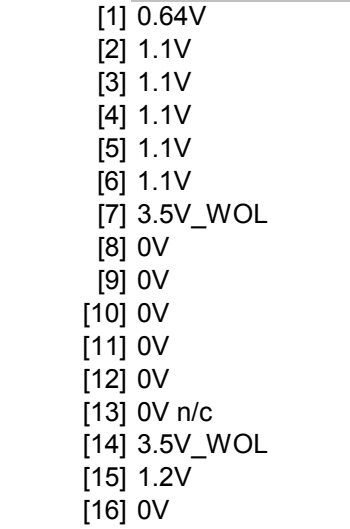 [1] 0.64V
[2] 1.1V
[3] 1.1V
[4] 1.1V
[5] 1.1V
[6] 1.1V
[7] 3.5V_WOL
[8] 0V
[9] 0V
[10] 0V
[11] 0V
[12] 0V
[13] 0V n/c
[14] 3.5V_WOL
[15] 1.2V
[16] 0V